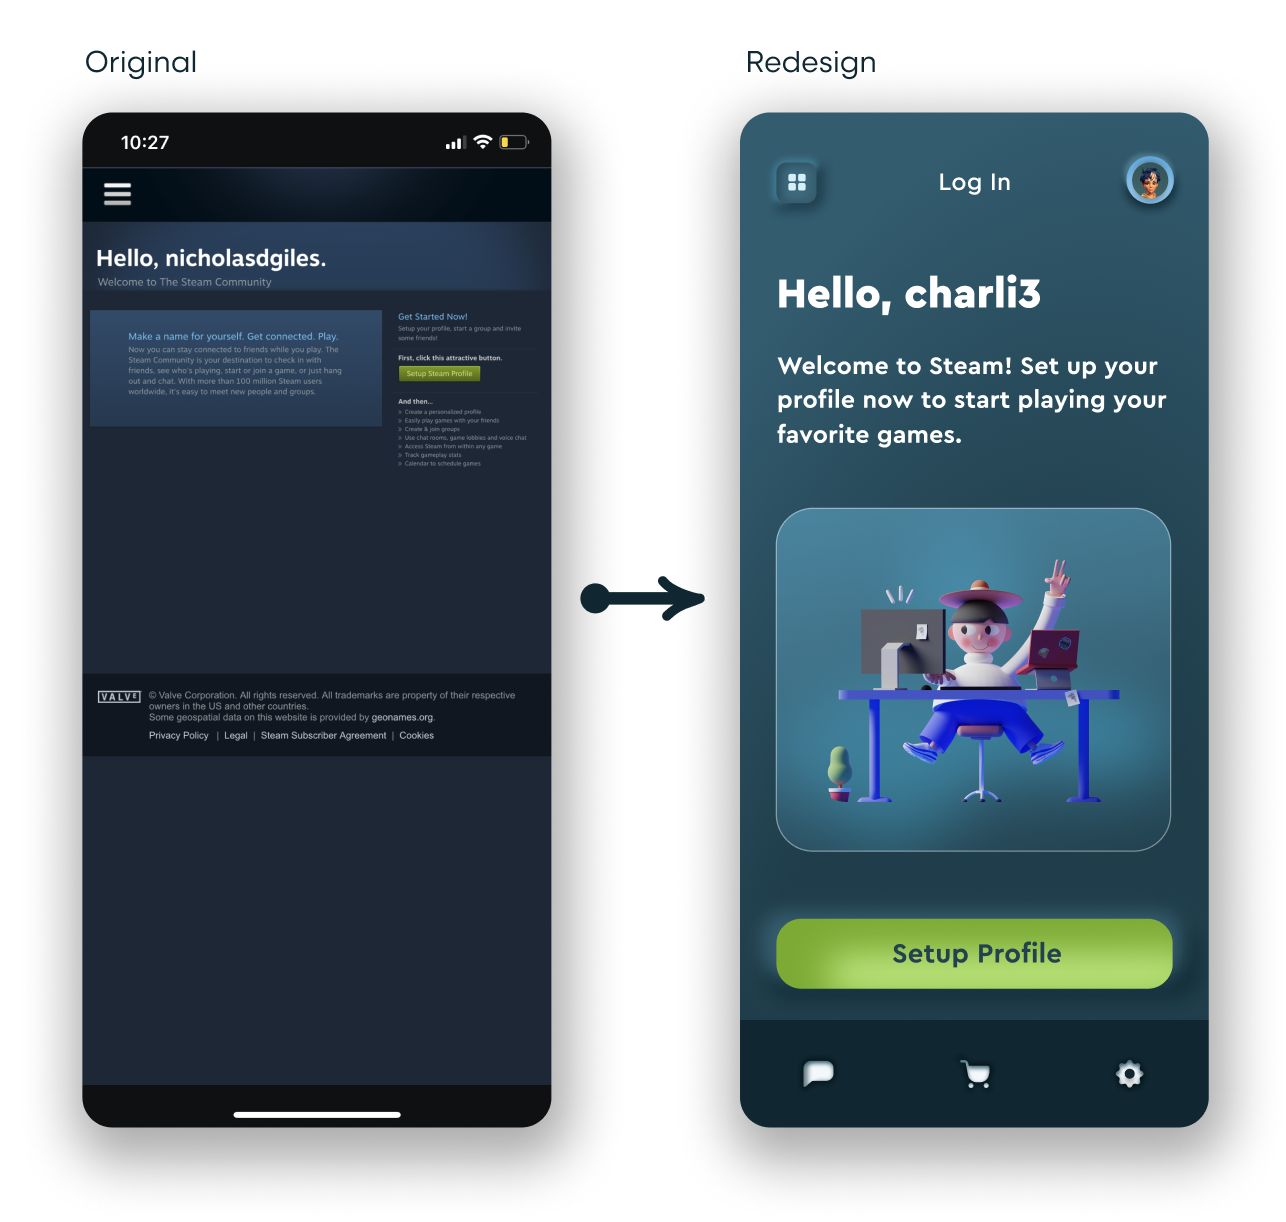 Original
10:27
Hello, nicholasdgiles.
Welcome to The Steam Community
Make a name for yourself. Get connected. Play.
Now you can stay connected to friends while you play. The
Steam Community is your destination to check in with
friends, see who's playing, start or join a game, or just hang
out and chat. With more than 100 million Steam users
worldwide, it's easy to meet new people and groups.
Get Started Now!
Setup your profile, start a group and invite
some friends!
First, click this attractive button.
Setup Steam Profile
And then...
» Create a personalized profile
» Easily play games with your friends
» Create & join groups
» Use chat rooms, game lobbies and voice chat
» Access Steam from within any game
» Track gameplay stats
» Calendar to schedule games
VALVE
© Valve Corporation. All rights reserved. All trademarks are property of their respective
owners in the US and other countries.
Some geospatial data on this website is provided by geonames.org.
Privacy Policy | Legal | Steam Subscriber Agreement | Cookies
Redesign
Log In
Hello, charli3
Welcome to Steam! Set up your
profile now to start playing your
favorite games.
Setup Profile